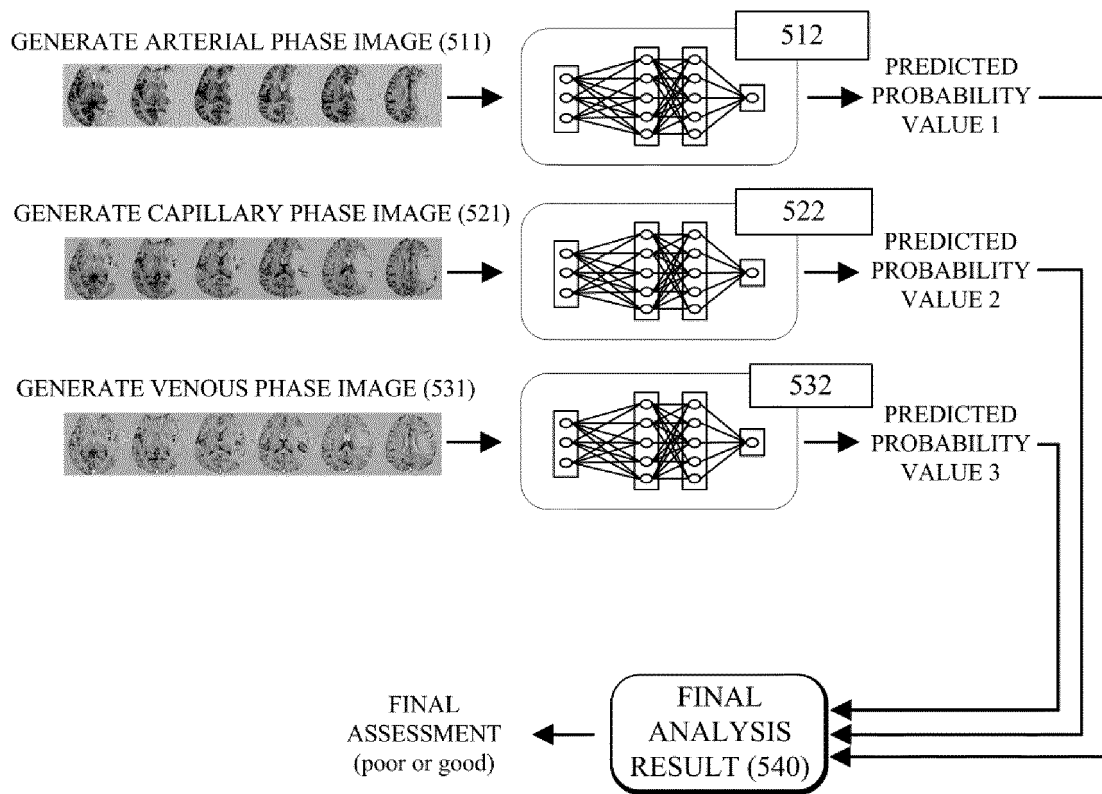 GENERATE ARTERIAL PHASE IMAGE (511)
512
PREDICTED
PROBABILITY
VALUE 1
GENERATE CAPILLARY PHASE IMAGE (521)
522
PREDICTED
PROBABILITY
VALUE 2
GENERATE VENOUS PHASE IMAGE (531)
532
PREDICTED
PROBABILITY
VALUE 3
FINAL
ASSESSMENT
(poor or good)
FINAL
ANALYSIS
RESULT (540)